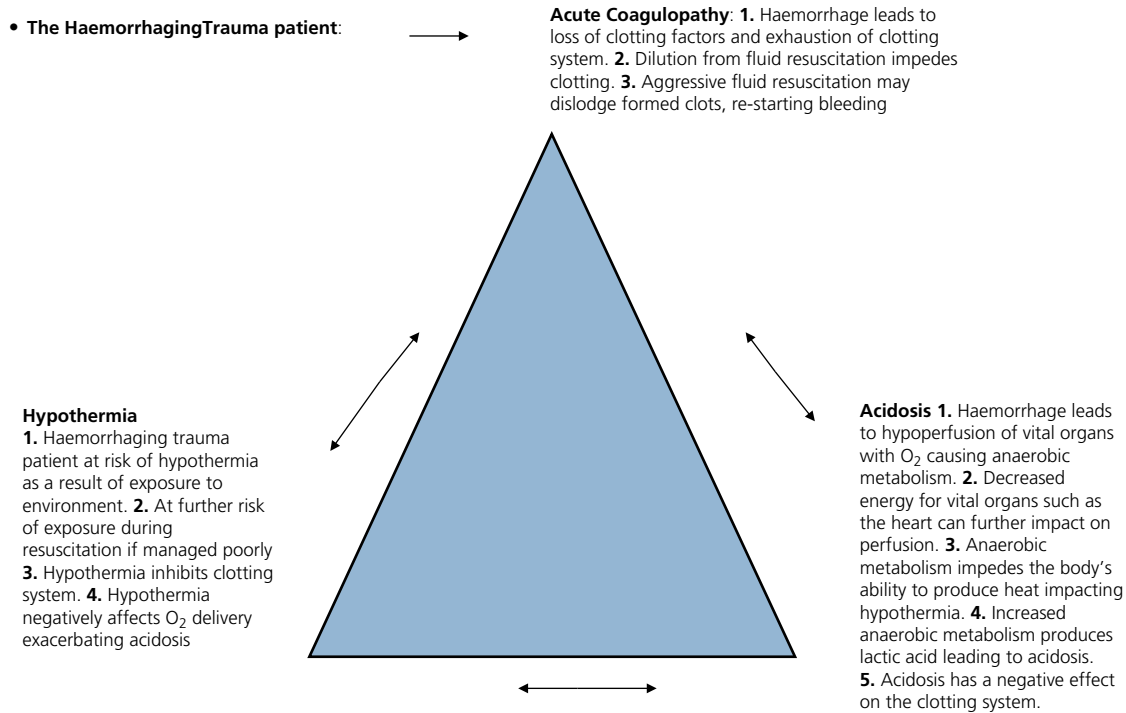 • The HaemorrhagingTrauma patient:
Acute Coagulopathy: 1. Haemorrhage leads to
loss of clotting factors and exhaustion of clotting
system. 2. Dilution from fluid resuscitation impedes
clotting. 3. Aggressive fluid resuscitation may
dislodge formed clots, re-starting bleeding
Hypothermia
1. Haemorrhaging trauma
patient at risk of hypothermia
as a result of exposure to
environment. 2. At further risk
of exposure during
resuscitation if managed poorly
3. Hypothermia inhibits clotting
system. 4. Hypothermia
negatively affects O₂ delivery
exacerbating acidosis
Acidosis 1. Haemorrhage leads
to hypoperfusion of vital organs
with O₂ causing anaerobic
metabolism. 2. Decreased
energy for vital organs such as
the heart can further impact on
perfusion. 3. Anaerobic
metabolism impedes the body’s
ability to produce heat impacting
hypothermia. 4. Increased
anaerobic metabolism produces
lactic acid leading to acidosis.
5. Acidosis has a negative effect
on the clotting system.